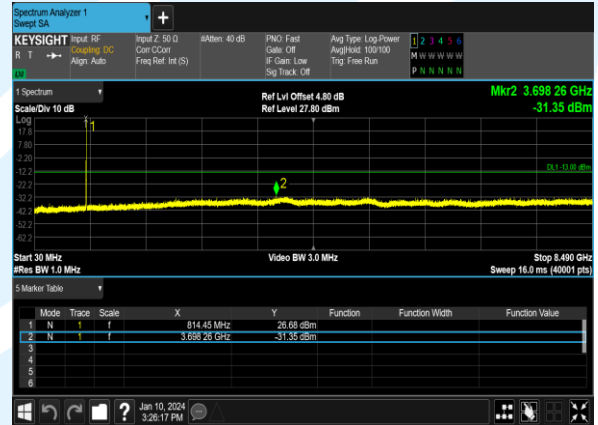 Spectrum Analyzer 1
Swept SA
+
KEYSIGHT Input: RF Input Z: 50 Ω #Atten: 40 dB PNO: Fast Avg Type: Log-Power 1 2 3 4 5 6
R T Coupling: DC Corr CCorr Gate: Off Avg|Hold: 100/100 M W W W W W
Align: Auto Freq Ref: Int (S) IF Gain: Low Trig: Free Run
Sig Track: Off P N N N N N
1 Spectrum Ref Lvl Offset 4.80 dB Mkr2 3.698 26 GHz
Scale/Div 10 dB Ref Level 27.80 dBm -31.35 dBm
Log
1
17.8
7.80
-2.20
DL1 -13.00 dBm
-12.2
2
-22.2
-32.2
-42.2
-52.2
-62.2
Start 30 MHz Video BW 3.0 MHz Stop 8.490 GHz
#Res BW 1.0 MHz Sweep 16.0 ms (40001 pts)
5 Marker Table
Mode Trace Scale X Y Function Function Width Function Value
1 N 1 f 814.45 MHz 26.68 dBm
2 N 1 f 3.698 26 GHz -31.35 dBm
3
4
5
6
? Jan 10, 2024
3:26:17 PM